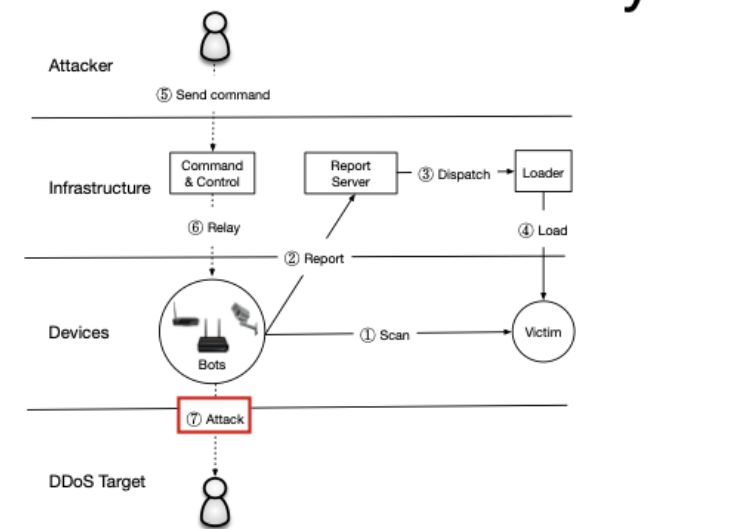 Attacker
⑤ Send command
Infrastructure
Command
& Control
Report
Server
③ Dispatch
Loader
⑥ Relay
④ Load
② Report
Devices
Bots
① Scan
Victim
⑦ Attack
DDoS Target